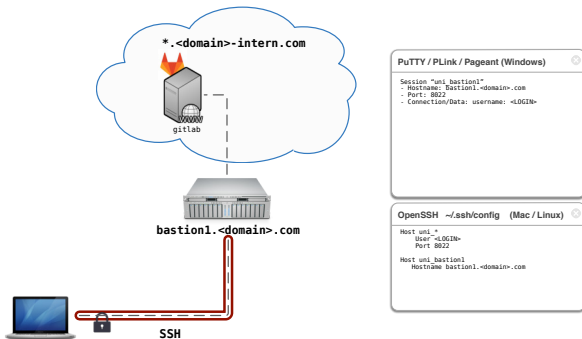 *.<domain>-intern.com
WWW
gitlab
bastion1.<domain>.com
SSH
PuTTY / PLink / Pageant (Windows)
Session “uni_bastion1”
- Hostname: bastion1.<domain>.com
- Port: 8022
- Connection/Data: username: <LOGIN>
OpenSSH ~/.ssh/config (Mac / Linux)
Host uni_*
User <LOGIN>
Port 8022
Host uni_bastion1
Hostname bastion1.<domain>.com